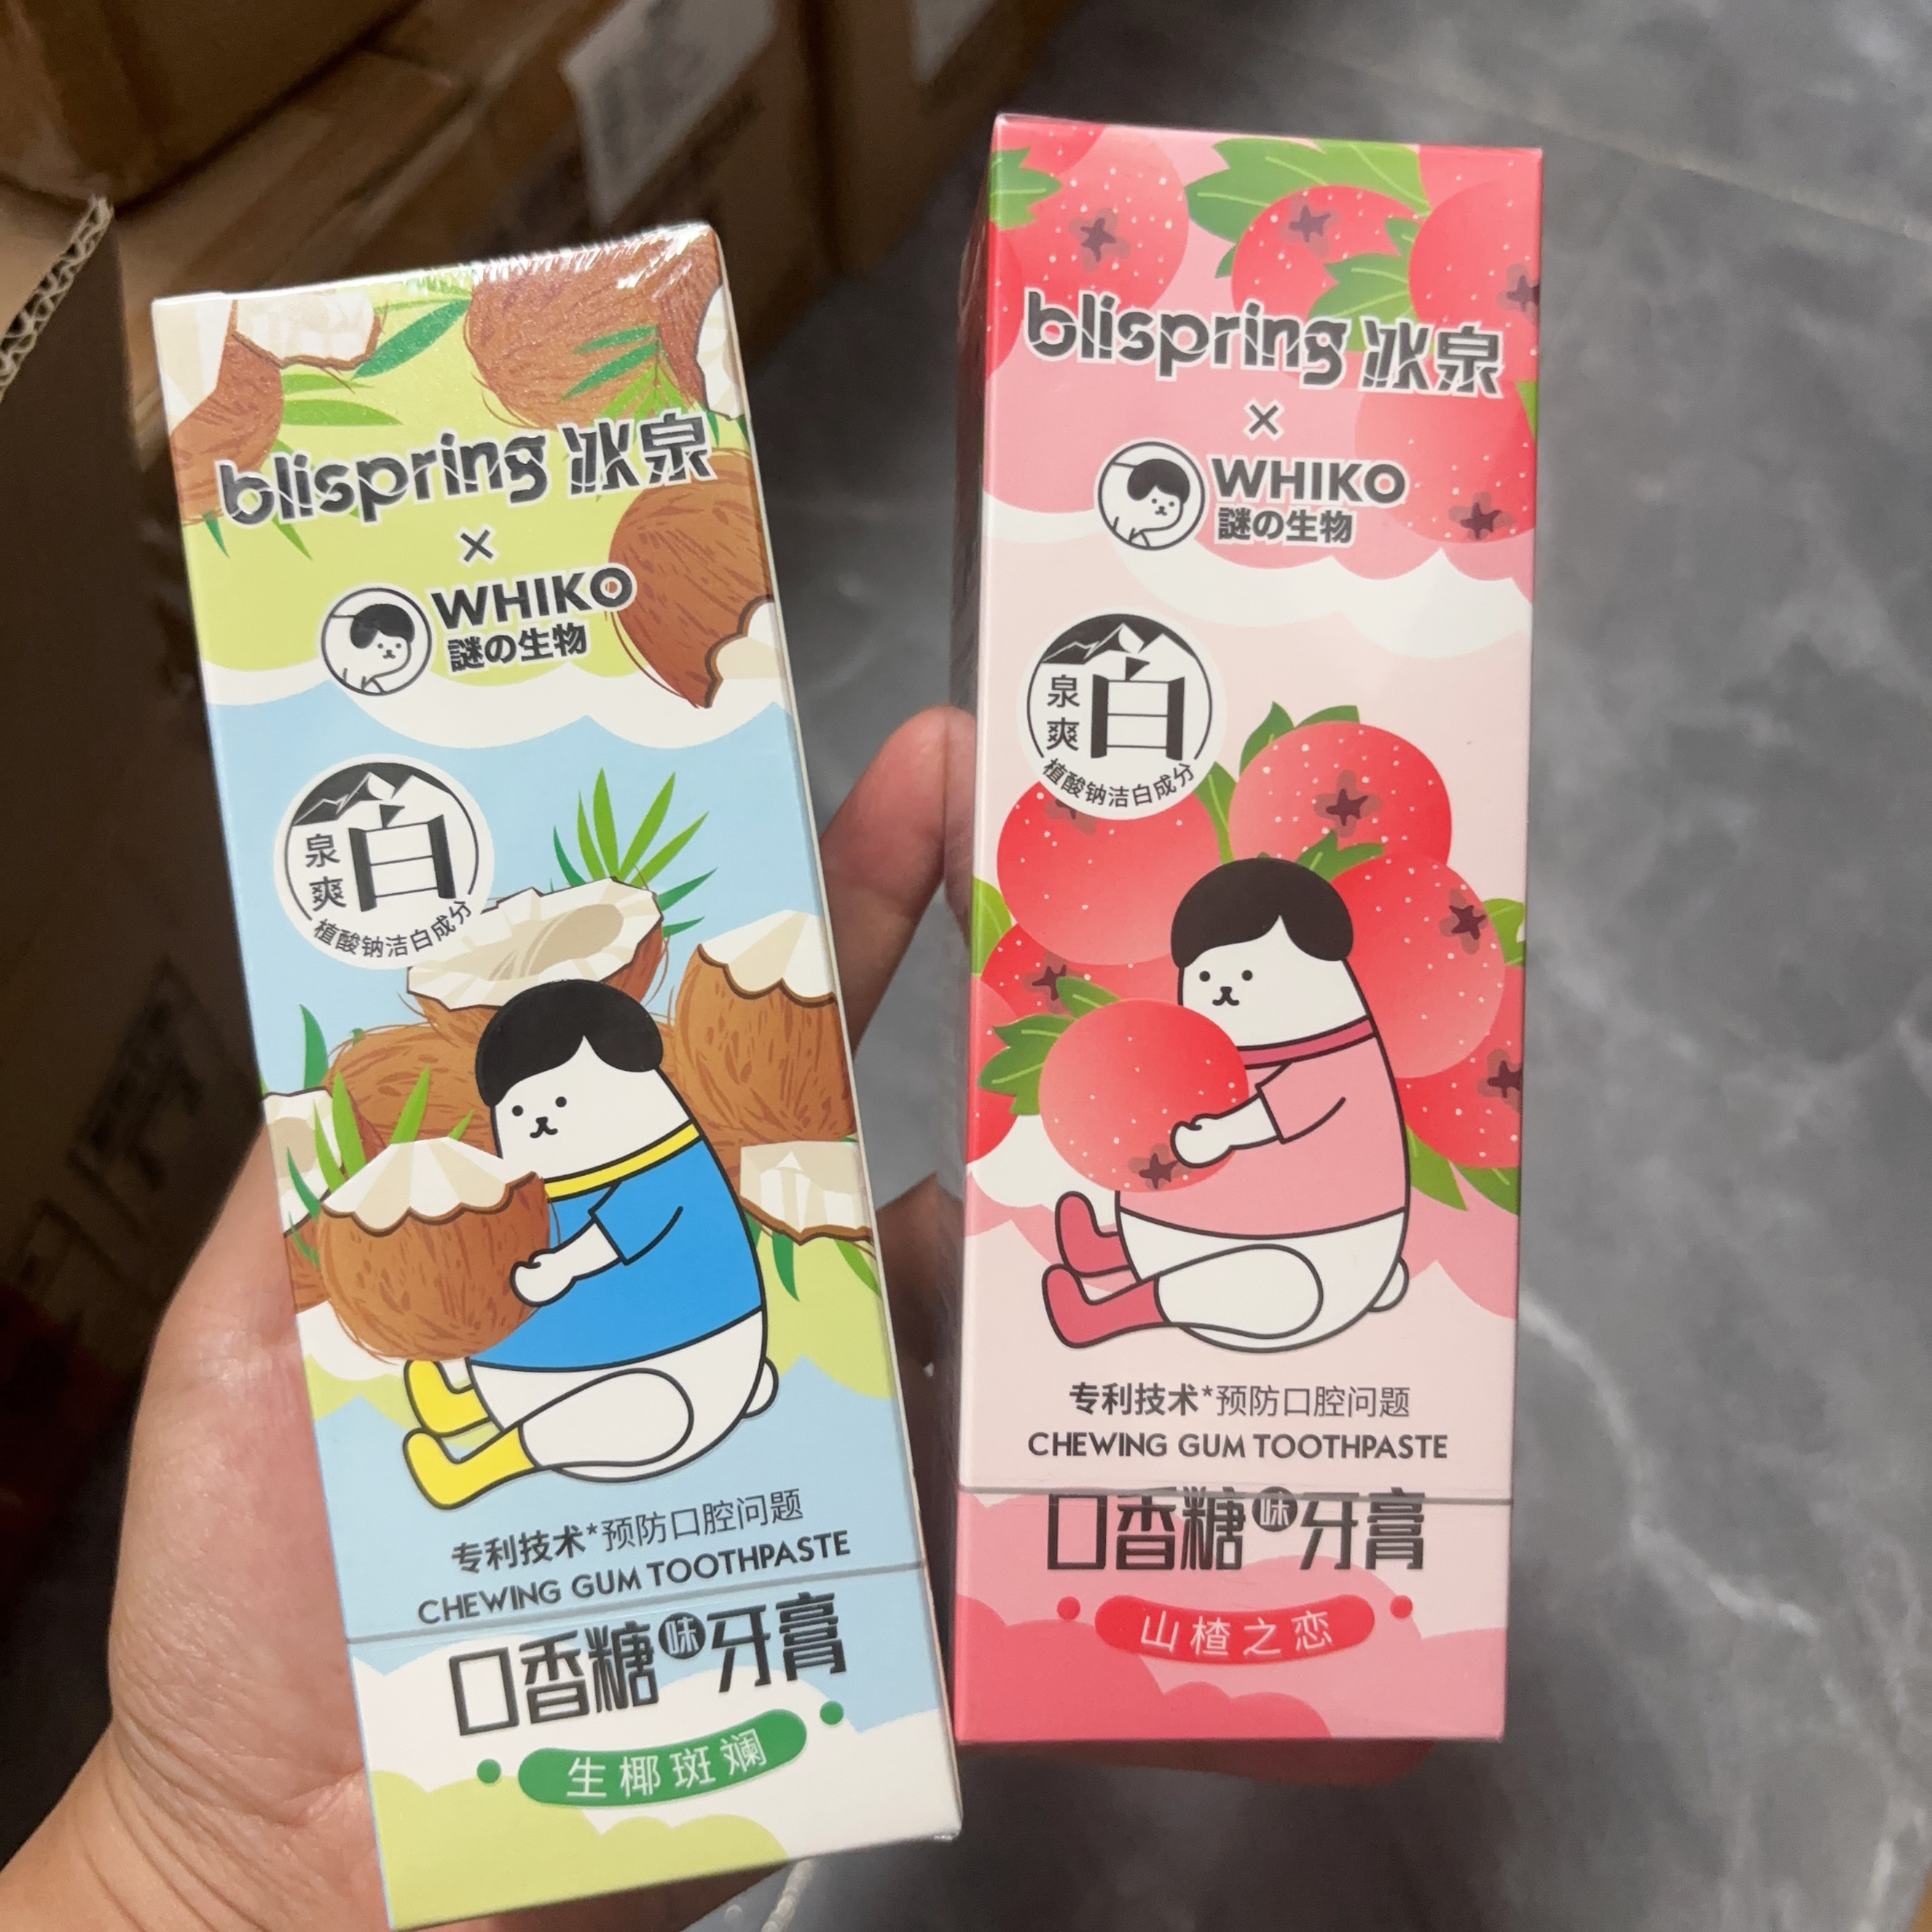 blispring 冰泉
×
WHIKO
謎の生物
泉爽白
植酸钠洁白成分
专利技术*预防口腔问题
CHEWING GUM TOOTHPASTE
口香糖味牙膏
生椰斑斓
blispring 冰泉
×
WHIKO
謎の生物
泉爽白
植酸钠洁白成分
专利技术*预防口腔问题
CHEWING GUM TOOTHPASTE
口香糖味牙膏
山楂之恋